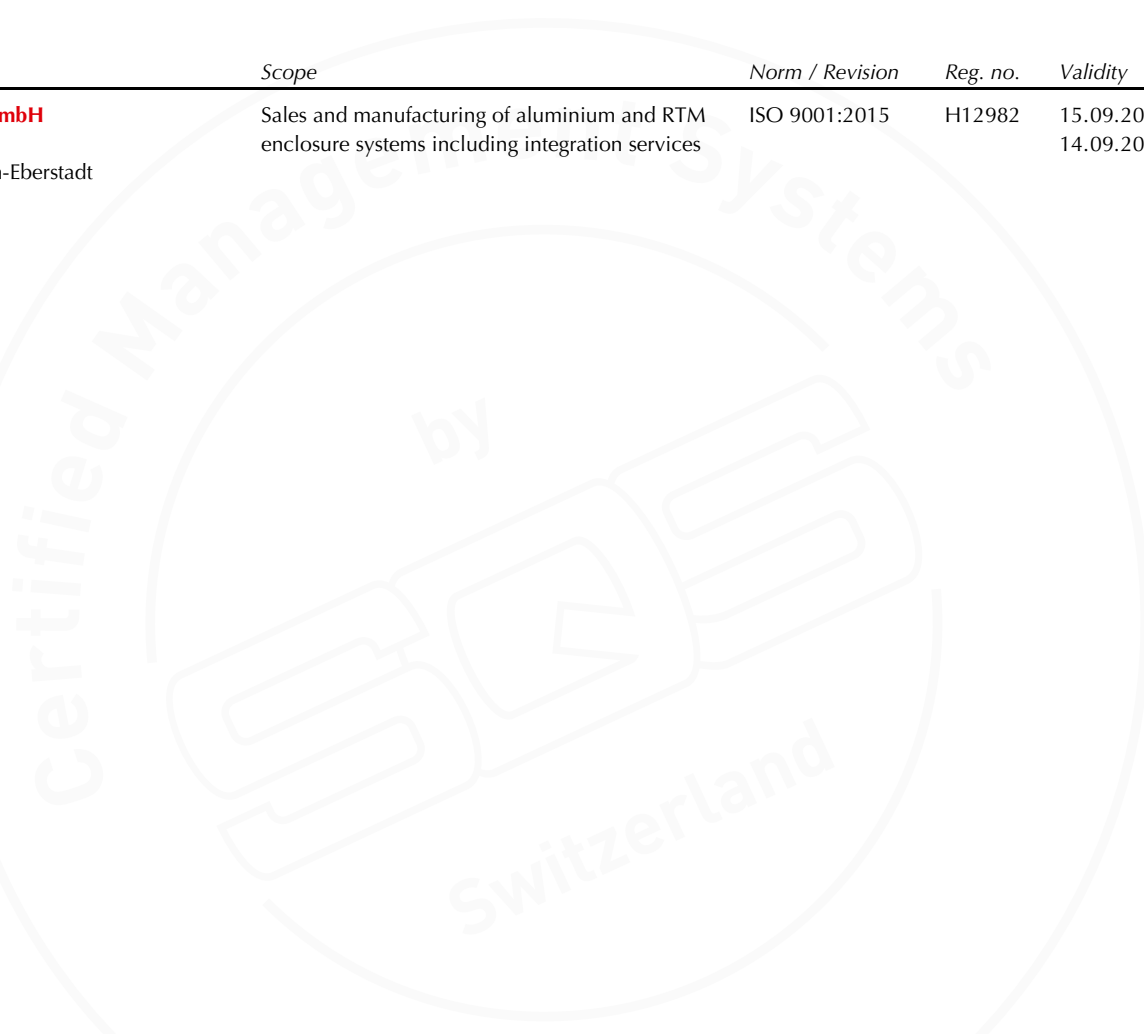 Scope Norm / Revision Reg. no. Validity
mbH Sales and manufacturing of aluminium and RTM ISO 9001:2015 H12982 15.09.20
enclosure systems including integration services 14.09.20
-Eberstadt
Certified Management Systems
by
SQS
Switzerland